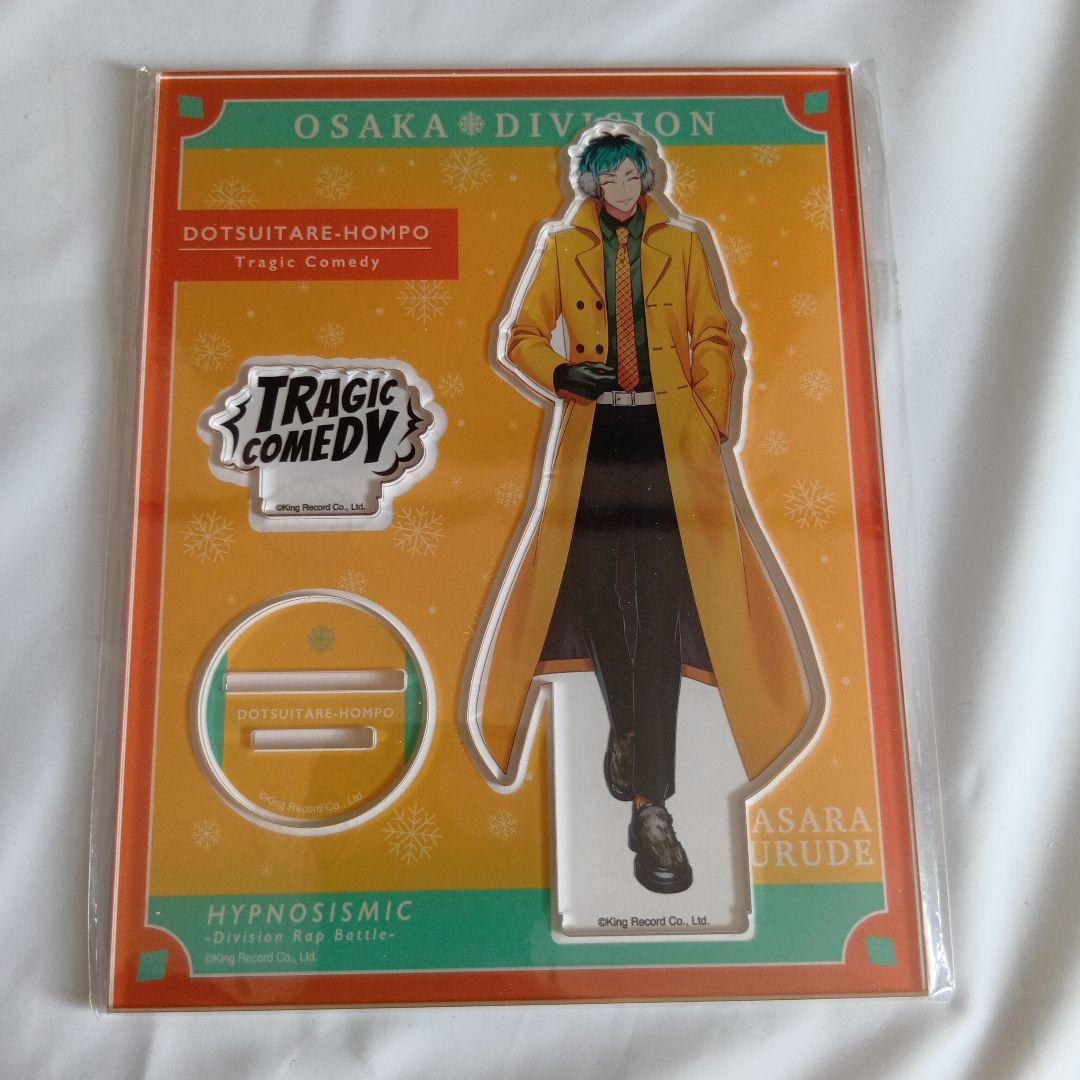 OSAKA DIVISION
DOTSUITARE-HOMPO
Tragic Comedy
TRAGIC
COMEDY
©King Record Co., Ltd.
DOTSUITARE-HOMPO
©King Record Co., Ltd.
ASARA
URUDE
©King Record Co., Ltd.
HYPNOSISMIC
-Division Rap Battle-
©King Record Co., Ltd.